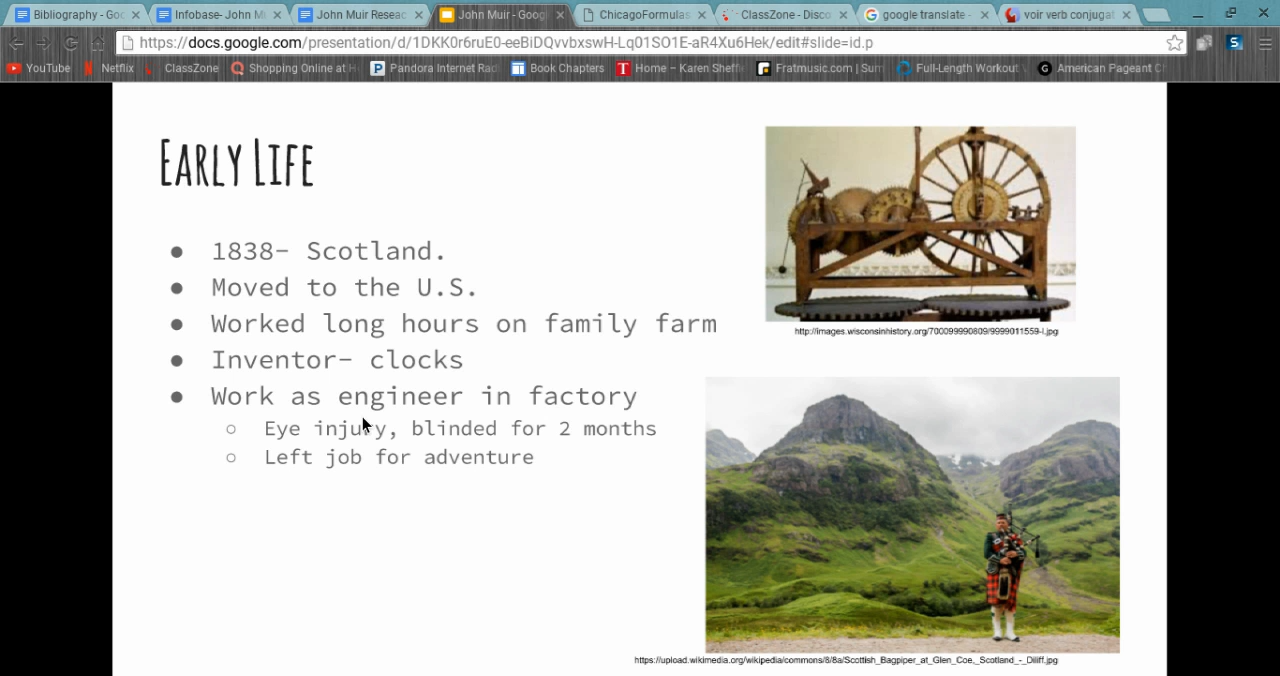 Bibliography - Goo
Infobase- John M
John Muir Reseac
John Muir - Goog
ChicagoFormulas
ClassZone - Disco
google translate -
voir verb conjugat
https://docs.google.com/presentation/d/1DKK0r6ruE0-eeBiDQvvbxswH-Lq01SO1E-aR4Xu6Hek/edit#slide=id.p
YouTube
Netflix
ClassZone
Shopping Online at H
Pandora Internet Rad
Book Chapters
Home – Karen Sheff
Fratmusic.com | Sum
Full-Length Workout
American Pageant C
Early Life
● 1838- Scotland.
● Moved to the U.S.
● Worked long hours on family farm
● Inventor- clocks
● Work as engineer in factory
○ Eye injury, blinded for 2 months
○ Left job for adventure
http://images.wisconsinhistory.org/700099990809/9999011559-l.jpg
https://upload.wikimedia.org/wikipedia/commons/8/8a/Scottish_Bagpiper_at_Glen_Coe,_Scotland_-_Diliff.jpg